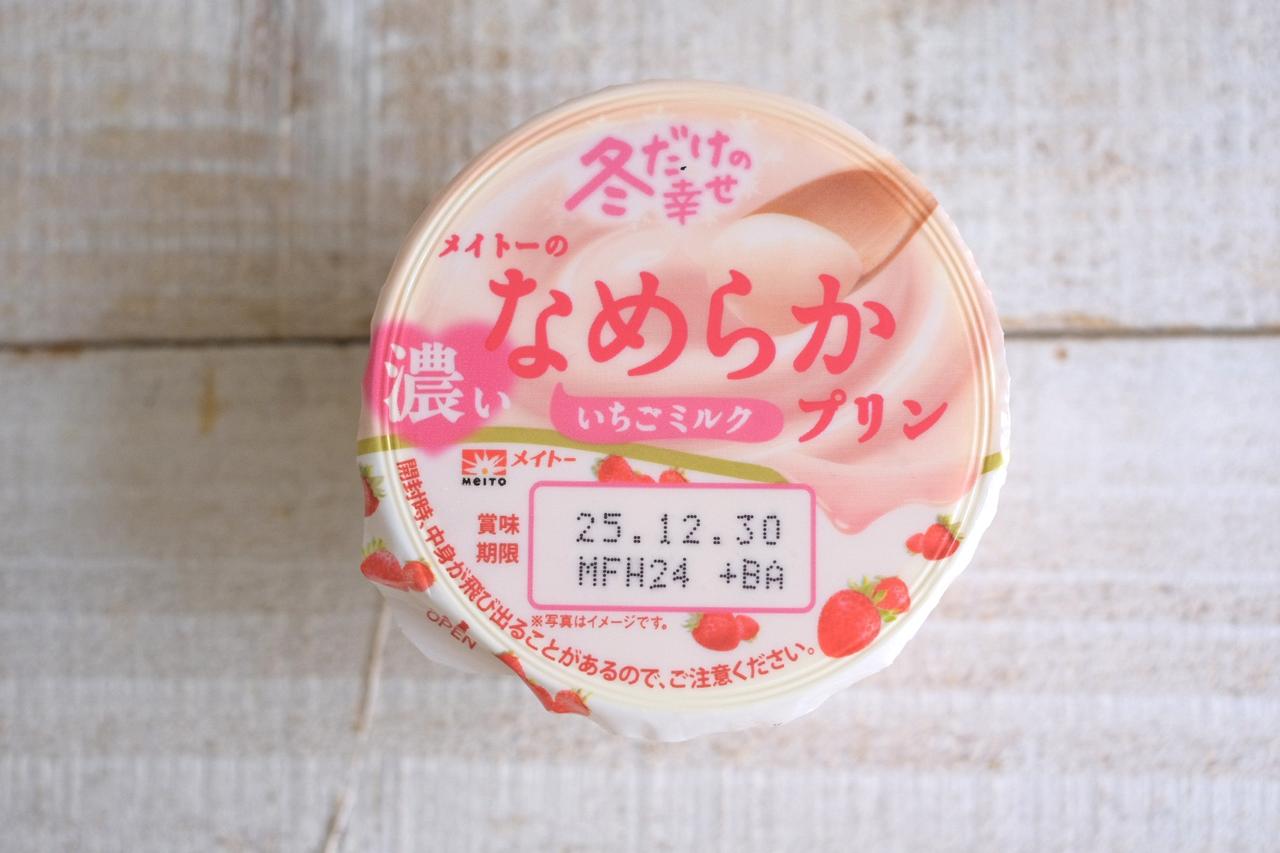 冬だけの
幸せ
メイトーの
なめらか
濃い
いちごミルク
プリン
MEITO
メイトー
賞味
期限
25.12.30
MFH24 +BA
※写真はイメージです。
OPEN
開封時、中身が飛び出ることがあるので、ご注意ください。